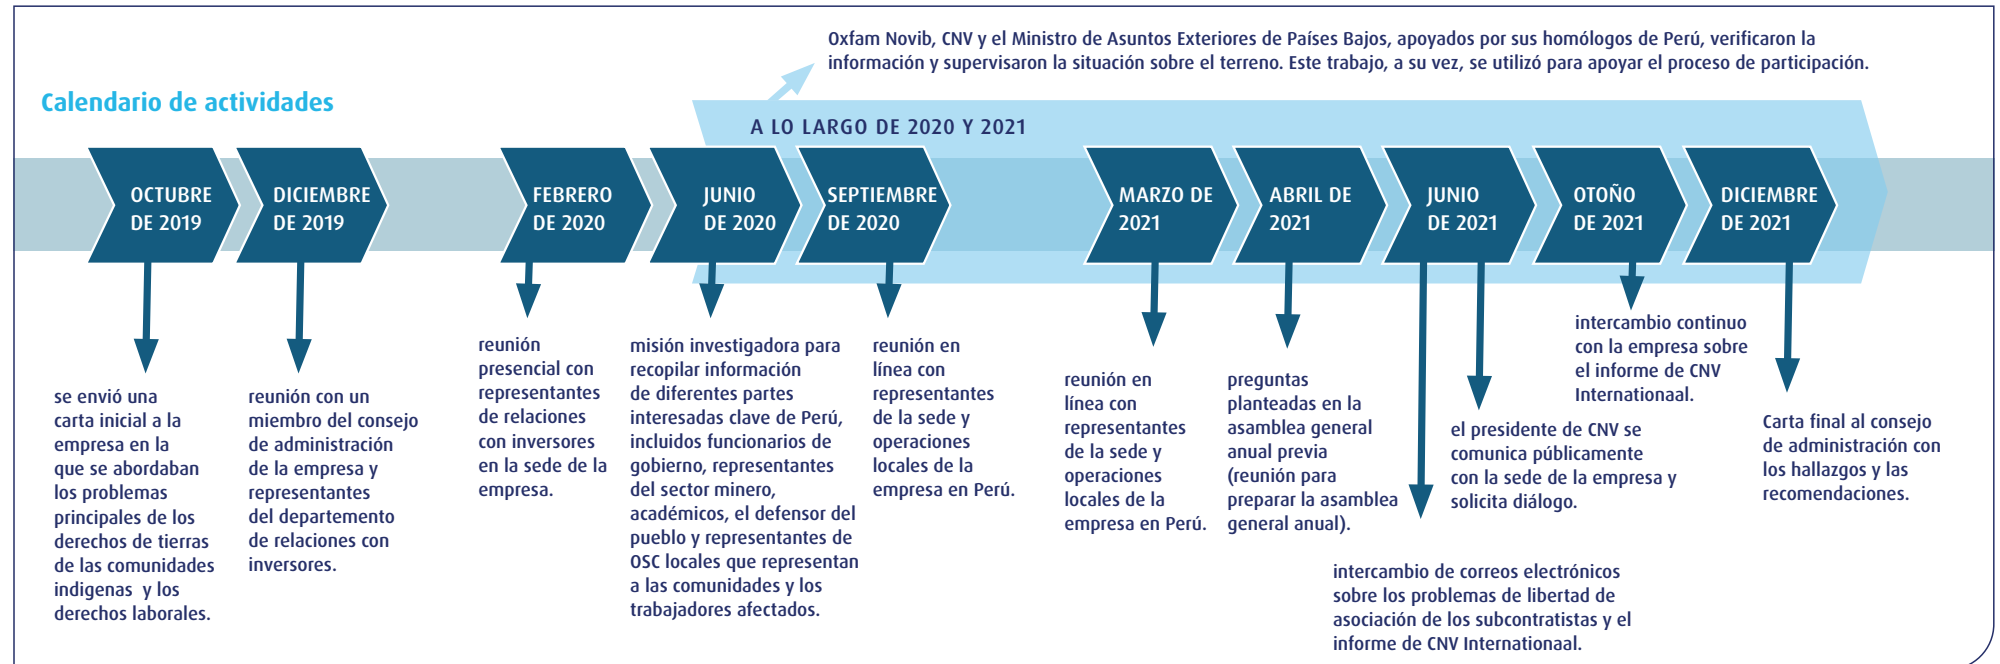 Oxfam Novib, CNV y el Ministro de Asuntos Exteriores de Países Bajos, apoyados por sus homólogos de Perú, verificaron la
información y supervisaron la situación sobre el terreno. Este trabajo, a su vez, se utilizó para apoyar el proceso de participación.
Calendario de actividades
A LO LARGO DE 2020 Y 2021
OCTUBRE
DE 2019
DICIEMBRE
DE 2019
FEBRERO
DE 2020
JUNIO
DE 2020
SEPTIEMBRE
DE 2020
MARZO DE
2021
ABRIL DE
2021
JUNIO
DE 2021
OTOÑO
DE 2021
DICIEMBRE
DE 2021
se envió una
carta inicial a la
empresa en la
que se abordaban
los problemas
principales de los
derechos de tierras
de las comunidades
indigenas y los
derechos laborales.
reunión con un
miembro del consejo
de administración
de la empresa y
representantes
del departemento
de relaciones con
inversores.
reunión
presencial con
representantes
de relaciones
con inversores
en la sede de la
empresa.
misión investigadora para
recopilar información
de diferentes partes
interesadas clave de Perú,
incluidos funcionarios de
gobierno, representantes
del sector minero,
académicos, el defensor del
pueblo y representantes de
OSC locales que representan
a las comunidades y los
trabajadores afectados.
reunión en
línea con
representantes
de la sede y
operaciones
locales de la
empresa en Perú.
reunión en
línea con
representantes
de la sede y
operaciones
locales de la
empresa en Perú.
preguntas
planteadas en la
asamblea general
anual previa
(reunión para
preparar la asamblea
general anual).
intercambio de correos electrónicos
sobre los problemas de libertad de
asociación de los subcontratistas y el
informe de CNV Internationaal.
el presidente de CNV se
comunica públicamente
con la sede de la empresa y
solicita diálogo.
intercambio continuo
con la empresa sobre
el informe de CNV
Internationaal.
Carta final al consejo
de administración con
los hallazgos y las
recomendaciones.